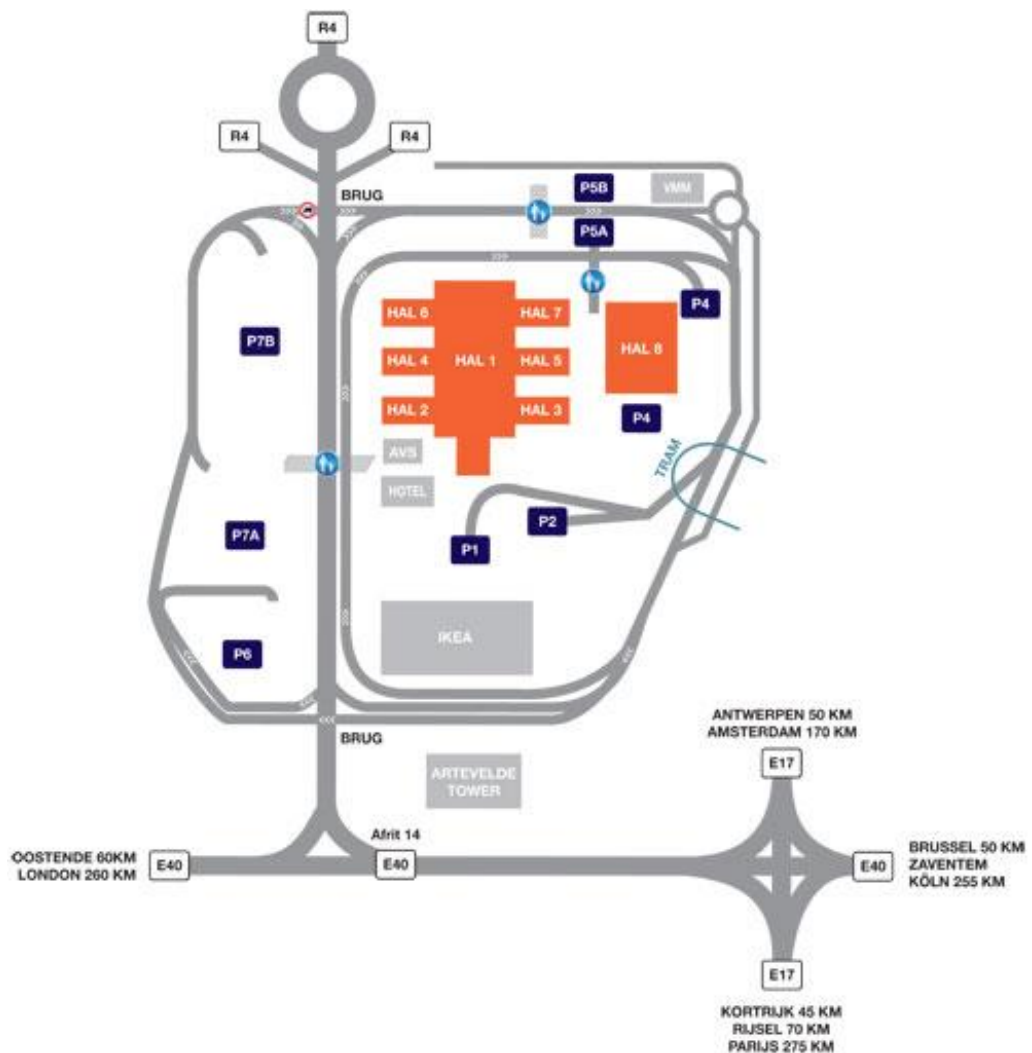 R4
R4
R4
BRUG
P5B
VMM
P5A
P4
HAL 6
HAL 7
P7B
HAL 4
HAL 1
HAL 5
HAL 8
HAL 2
HAL 3
P4
AVS
TRAM
HOTEL
P7A
P2
P1
IKEA
P6
BRUG
ANTWERPEN 50 KM
AMSTERDAM 170 KM
E17
ARTEVELDE
TOWER
Afrit 14
OOSTENDE 60KM
LONDON 260 KM
E40
E40
E40
BRUSSEL 50 KM
ZAVENTEM
KÖLN 255 KM
E17
KORTRIJK 45 KM
RIJSEL 70 KM
PARIJS 275 KM